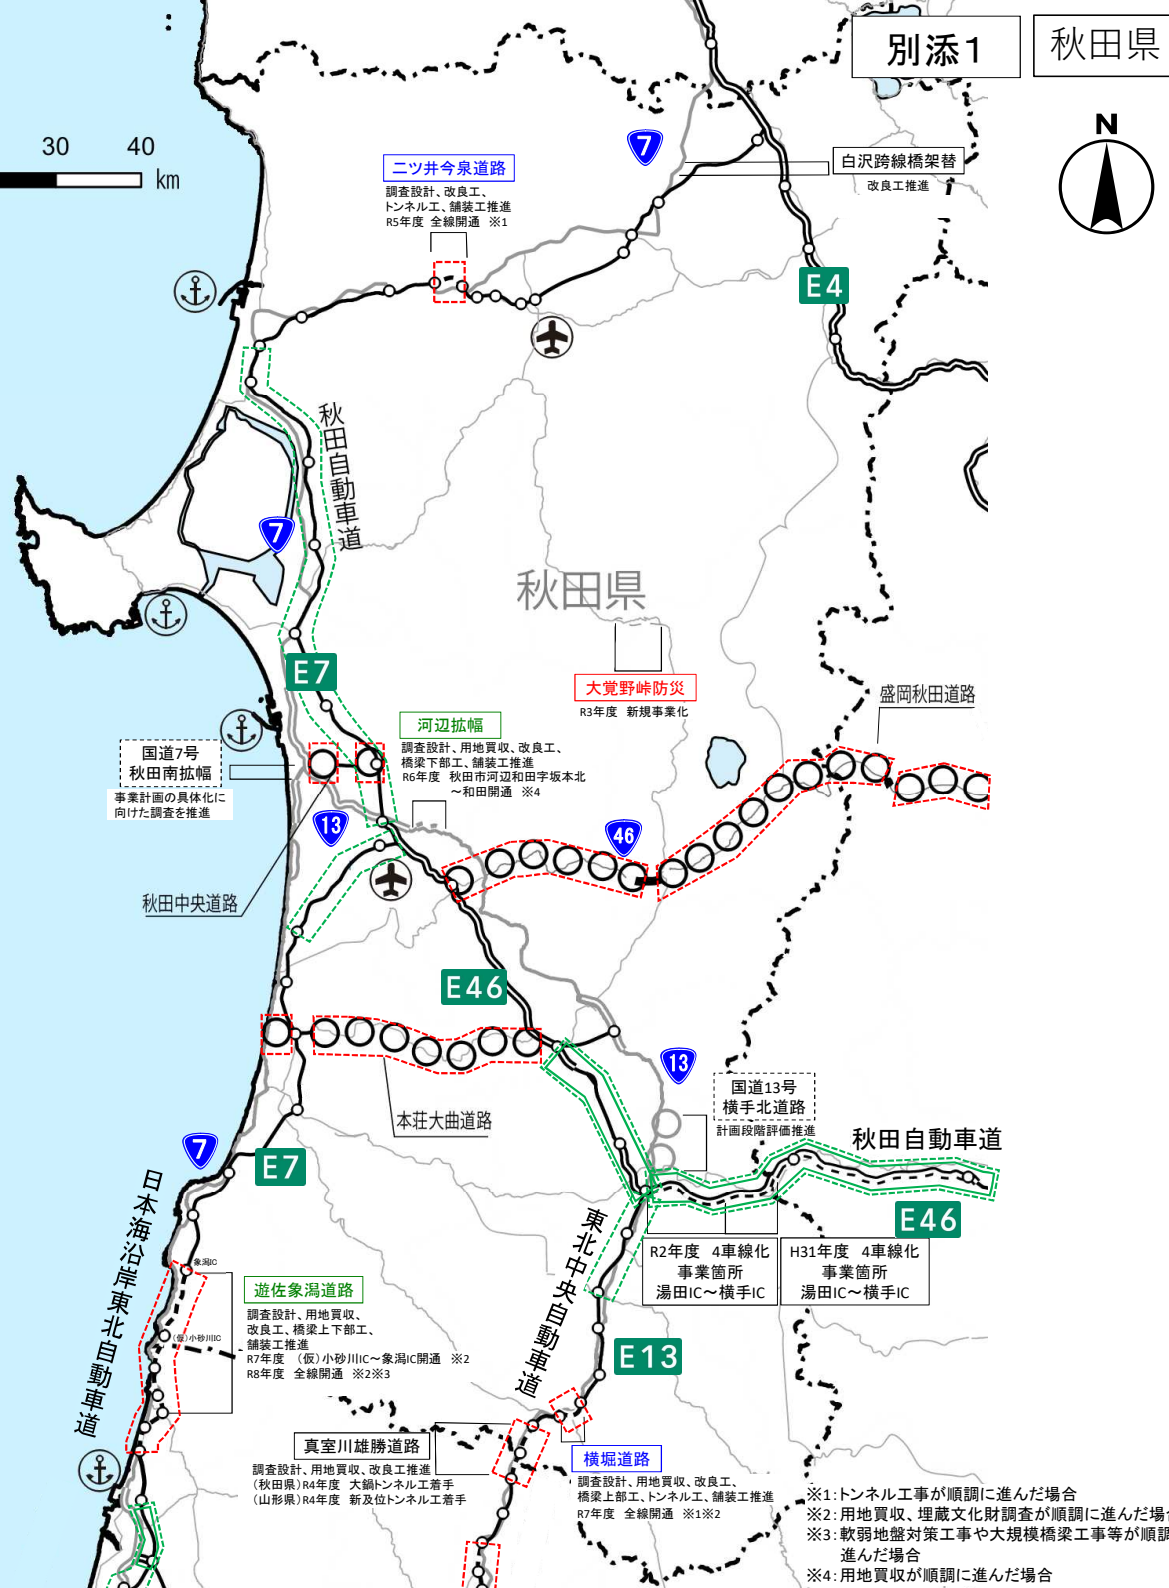 別添1
秋田県
N
30 40
km
7
二ツ井今泉道路
調査設計、改良工、
トンネル工、舗装工推進
R5年度 全線開通 ※1
白沢跨線橋架替
改良工推進
E4
秋田自動車道
7
秋田県
E7
大覚野峠防災
R3年度 新規事業化
盛岡秋田道路
河辺拡幅
調査設計、用地買収、改良工、
橋梁下部工、舗装工推進
R6年度 秋田市河辺和田字坂本北
～和田開通 ※4
国道7号
秋田南拡幅
事業計画の具体化に
向けた調査を推進
13
46
秋田中央道路
E46
13
国道13号
横手北道路
計画段階評価推進
本荘大曲道路
秋田自動車道
7
E7
E46
日本海沿岸東北自動車道
東北中央自動車道
R2年度 4車線化
事業箇所
湯田IC～横手IC
H31年度 4車線化
事業箇所
湯田IC～横手IC
象潟IC
遊佐象潟道路
調査設計、用地買収、
改良工、橋梁上下部工、
舗装工推進
R7年度 （仮）小砂川IC～象潟IC開通 ※2
R8年度 全線開通 ※2※3
（仮）小砂川IC
E13
真室川雄勝道路
調査設計、用地買収、改良工推進
（秋田県）R4年度 大鍋トンネル工着手
（山形県）R4年度 新及位トンネル工着手
横堀道路
調査設計、用地買収、改良工、
橋梁上部工、トンネル工、舗装工推進
R7年度 全線開通 ※1※2
※1：トンネル工事が順調に進んだ場合
※2：用地買収、埋蔵文化財調査が順調に進んだ場合
※3：軟弱地盤対策工事や大規模橋梁工事等が順調
進んだ場合
※4：用地買収が順調に進んだ場合